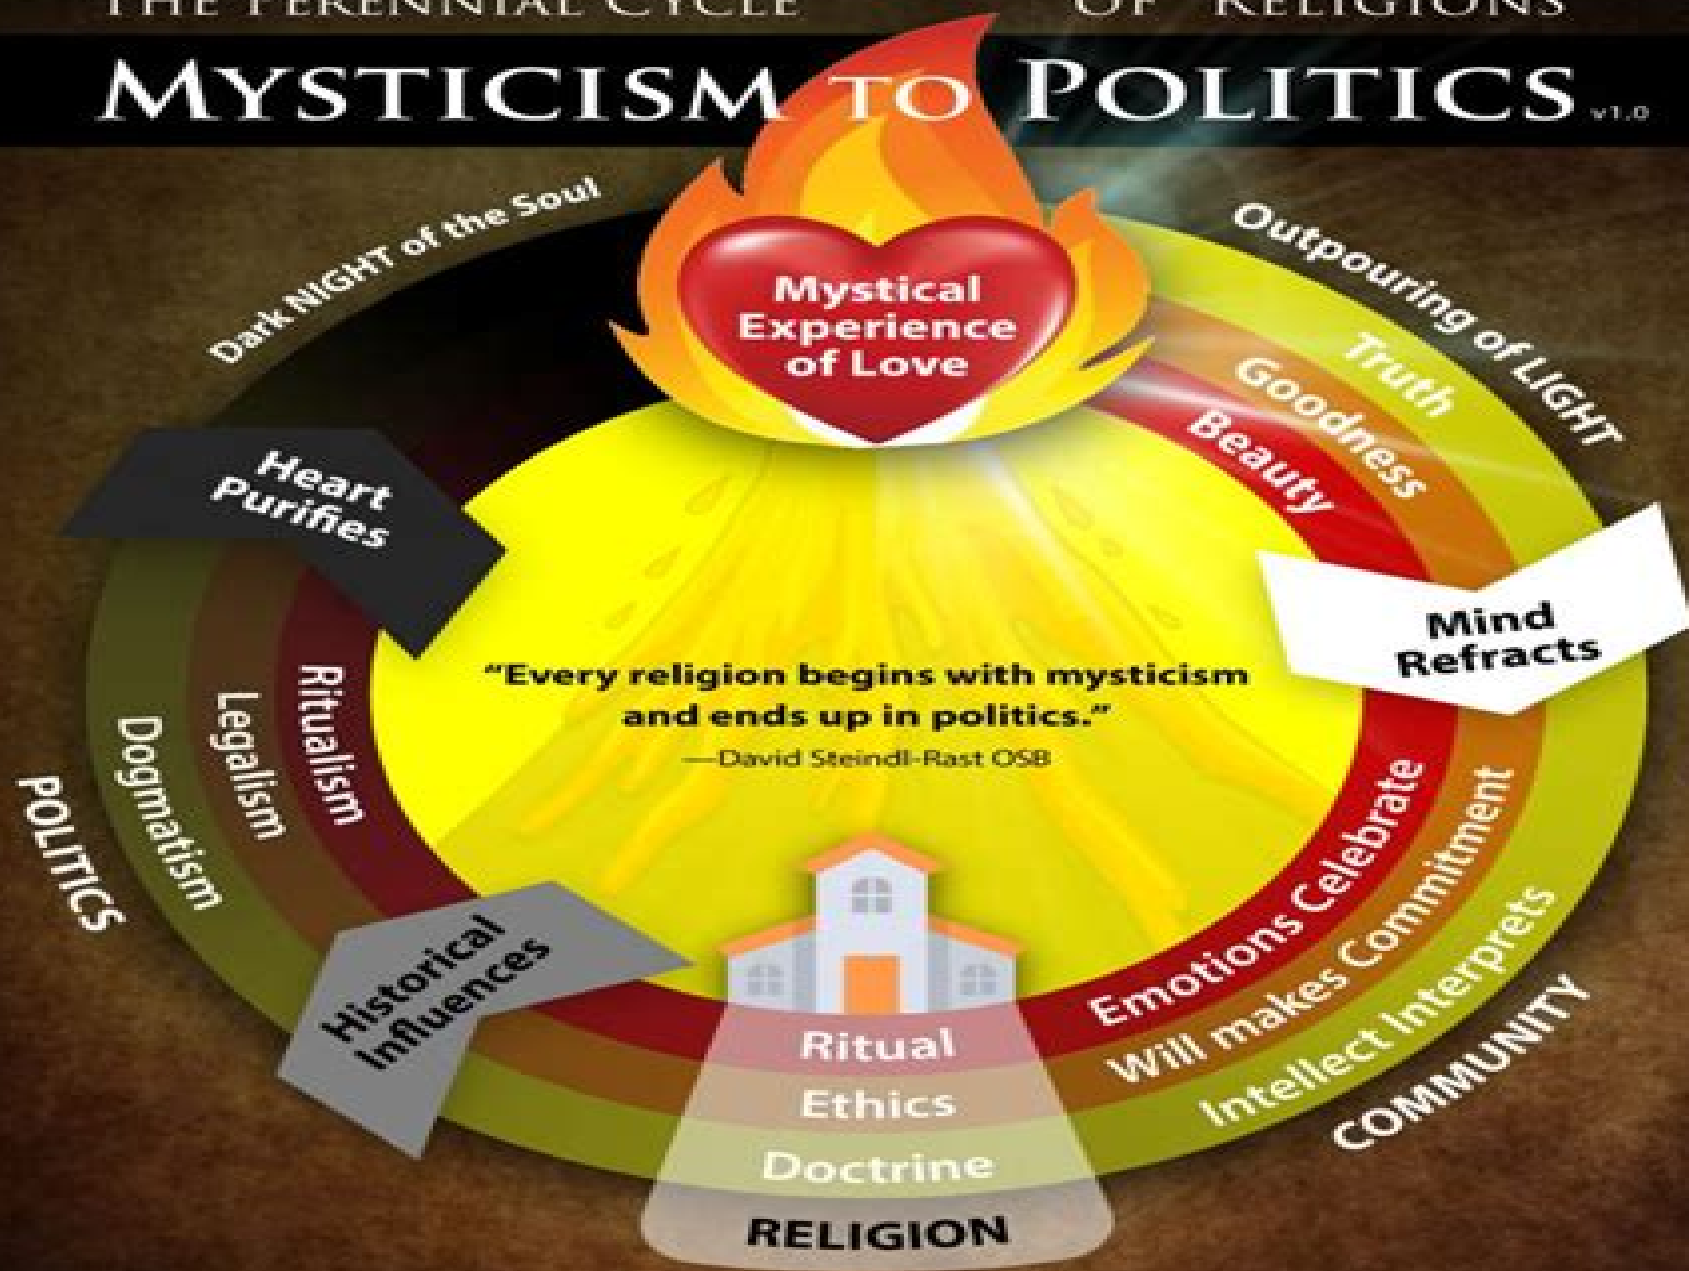 THE PERENNIAL CYCLE OF RELIGIONS
MYSTICISM TO POLITICS v1.0
Dark NIGHT of the Soul
Outpouring of LIGHT
Mystical
Experience
of Love
Truth
Goodness
Beauty
Heart
Purifies
Mind
Refracts
"Every religion begins with mysticism
and ends up in politics."
—David Steindl-Rast OSB
Ritualism
Legalism
Dogmatism
POLITICS
Emotions Celebrate
Will makes Commitment
Intellect Interprets
COMMUNITY
Historical
Influences
Ritual
Ethics
Doctrine
RELIGION